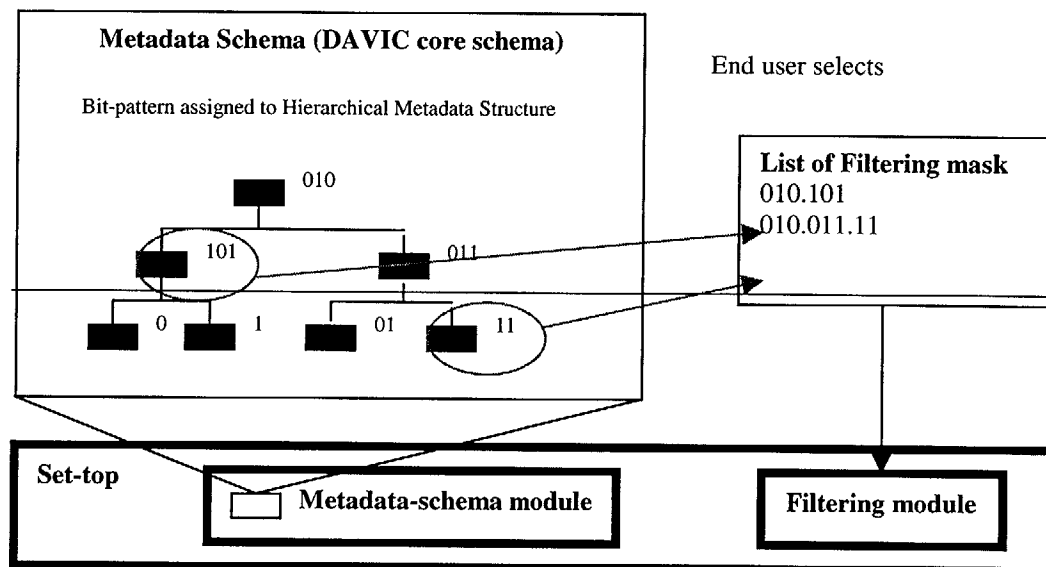 Metadata Schema (DAVIC core schema)
End user selects
Bit-pattern assigned to Hierarchical Metadata Structure
List of Filtering mask
010.101
010.011.11
010
101
011
0
1
01
11
Set-top
Metadata-schema module
Filtering module